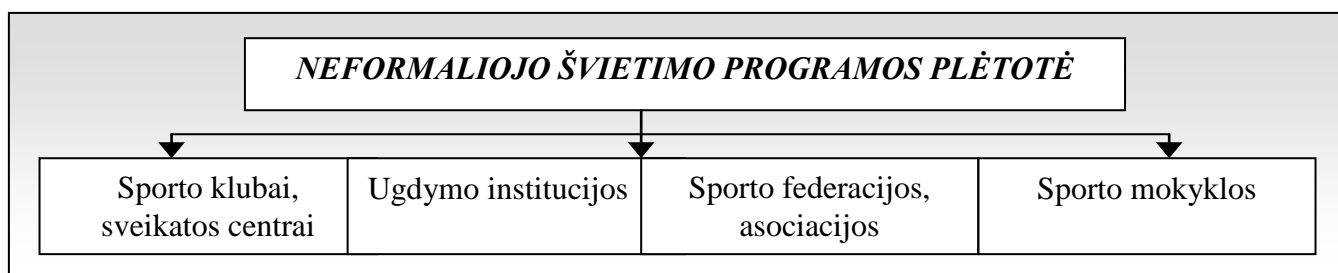 NEFORMALIOJO ŠVIETIMO PROGRAMOS PLĖTOTĖ
Sporto klubai,
sveikatos centrai
Ugdymo institucijos
Sporto federacijos,
asociacijos
Sporto mokyklos